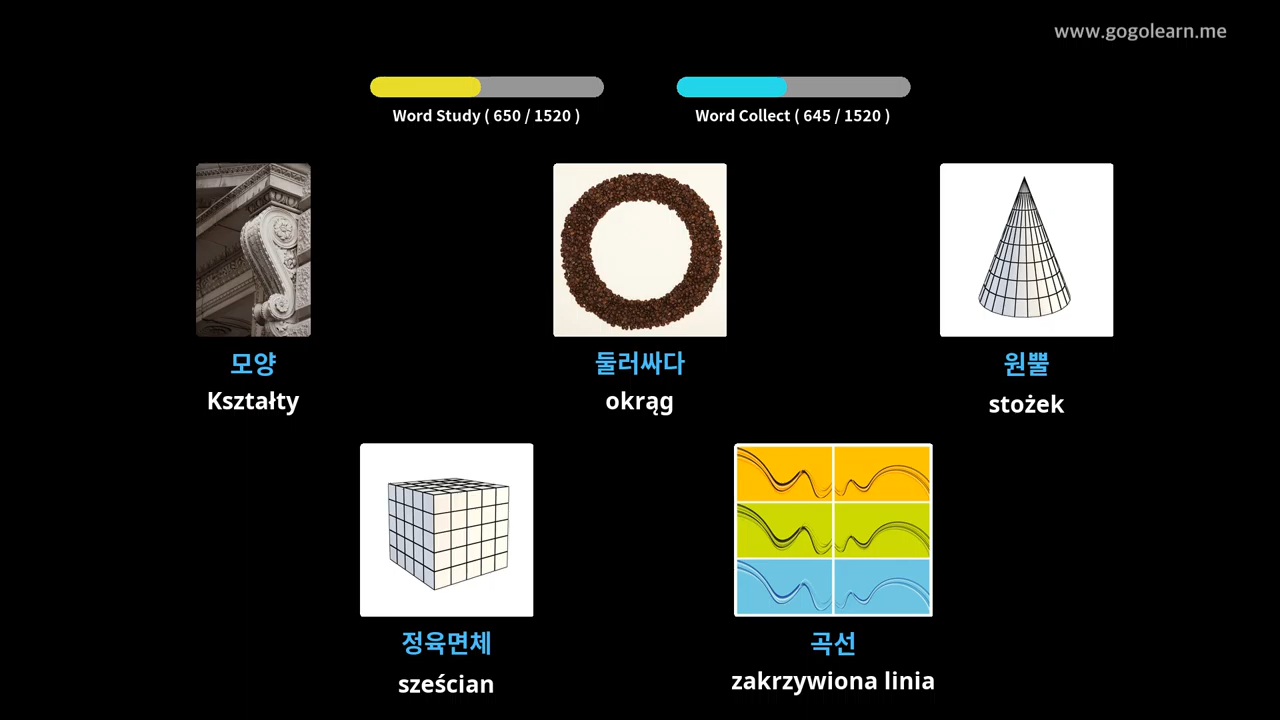 www.gogolearn.me
Word Study ( 650 / 1520 )
Word Collect ( 645 / 1520 )
모양
Kształty
둘러싸다
okrąg
원뿔
stożek
정육면체
sześcian
곡선
zakrzywiona linia